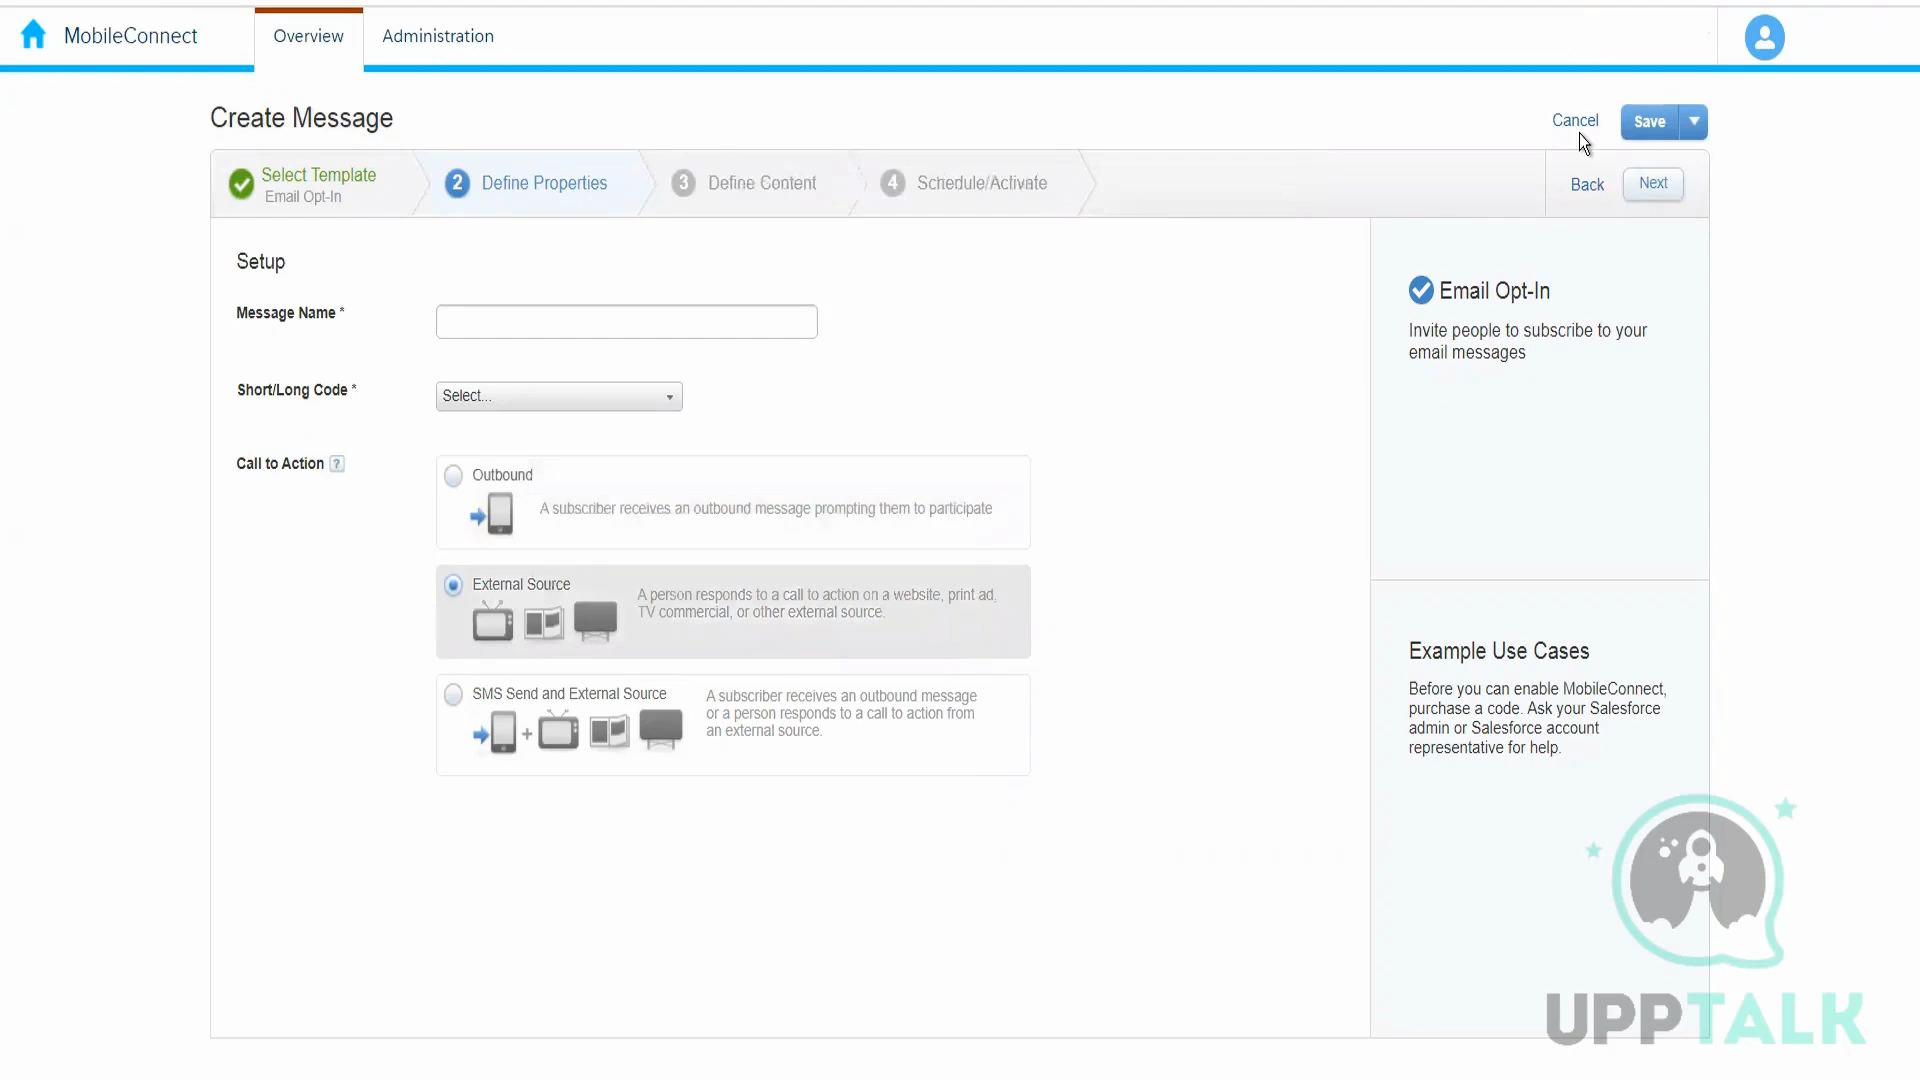 MobileConnect
Overview
Administration
Create Message
Cancel
Save
Select Template
Email Opt-In
2
Define Properties
3
Define Content
4
Schedule/Activate
Back
Next
Setup
Message Name *
Short/Long Code *
Select...
Call to Action ?
Outbound
A subscriber receives an outbound message prompting them to participate
External Source
A person responds to a call to action on a website, print ad,
TV commercial, or other external source.
SMS Send and External Source
+
A subscriber receives an outbound message
or a person responds to a call to action from
an external source.
Email Opt-In
Invite people to subscribe to your
email messages
Example Use Cases
Before you can enable MobileConnect,
purchase a code. Ask your Salesforce
admin or Salesforce account
representative for help.
UPPTALK